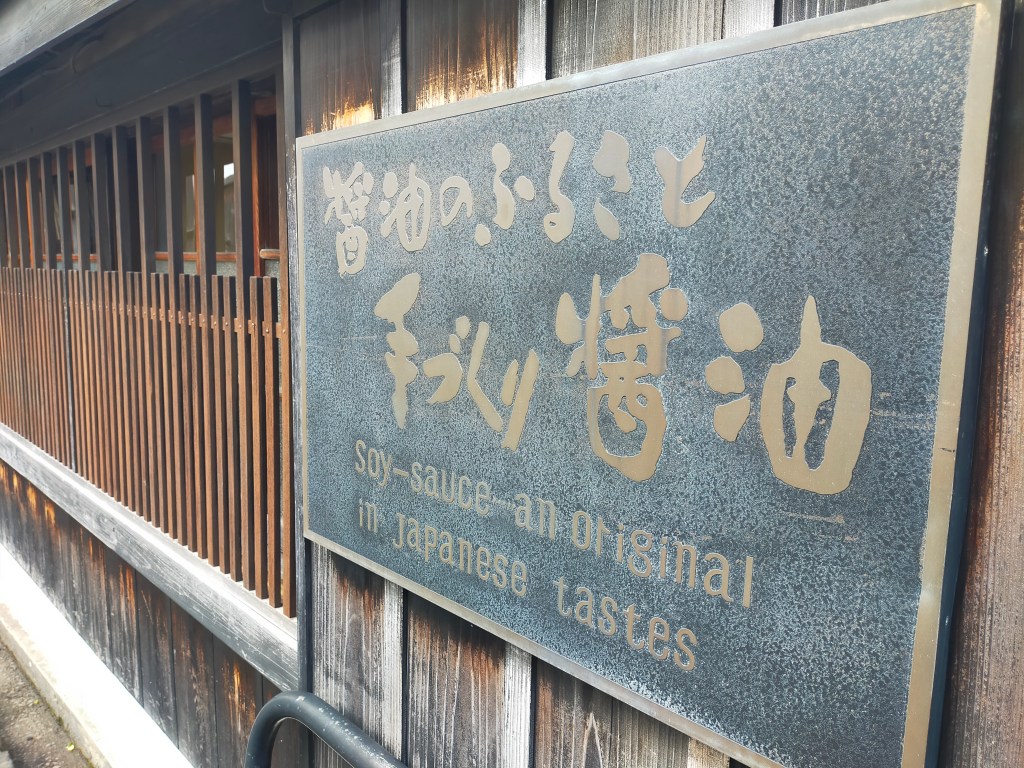 醤油のふるさと
手づくり醤油
soy-sauce-an original
in japanese tastes